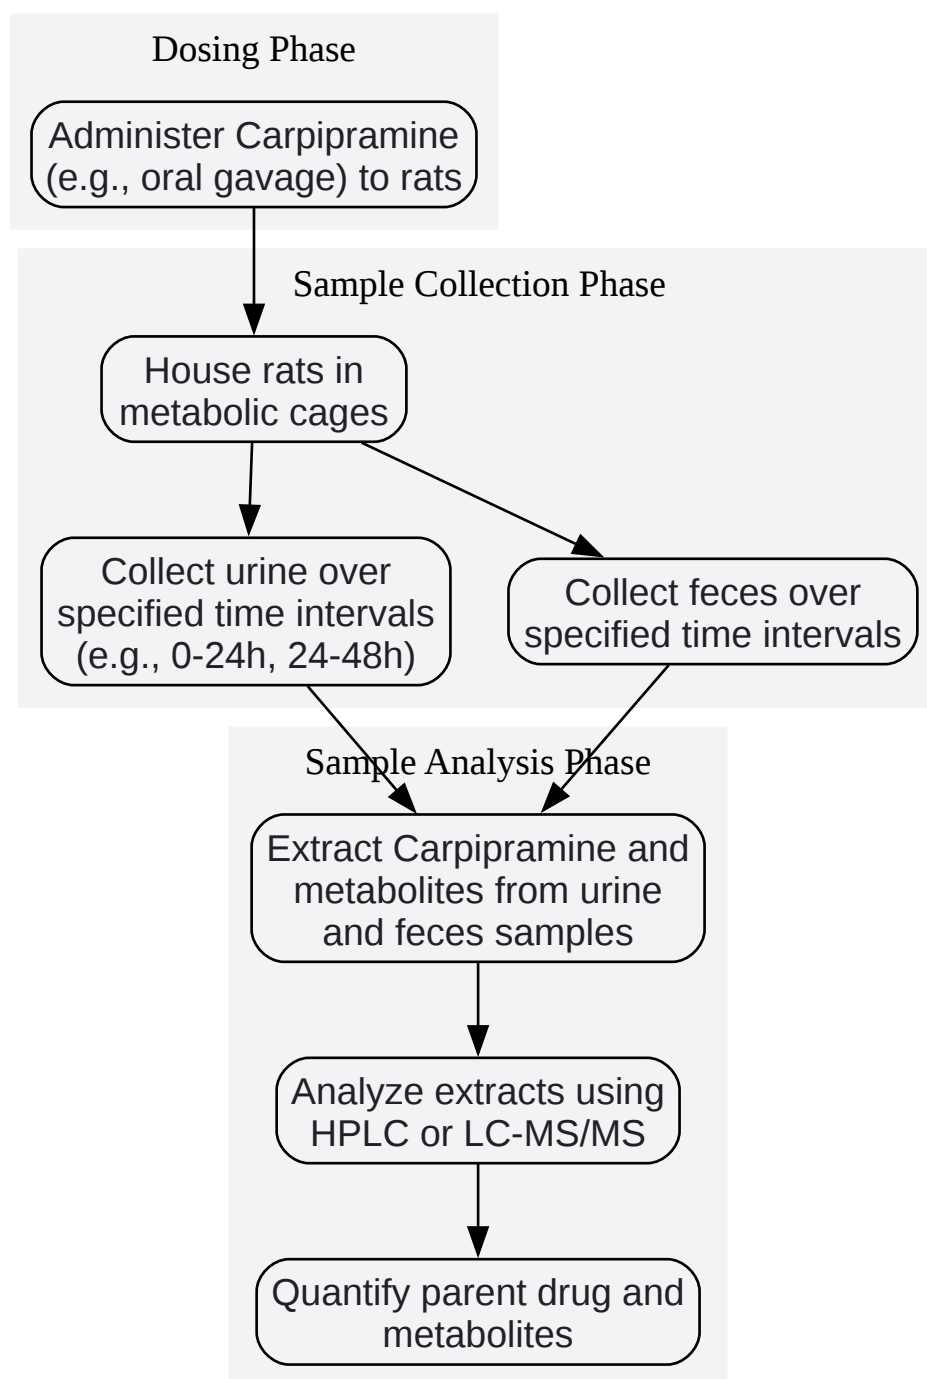 Dosing Phase
Administer Carpipramine
(e.g., oral gavage) to rats
Sample Collection Phase
House rats in
metabolic cages
Collect urine over
specified time intervals
(e.g., 0-24h, 24-48h)
Collect feces over
specified time intervals
Sample Analysis Phase
Extract Carpipramine and
metabolites from urine
and feces samples
Analyze extracts using
HPLC or LC-MS/MS
Quantify parent drug and
metabolites